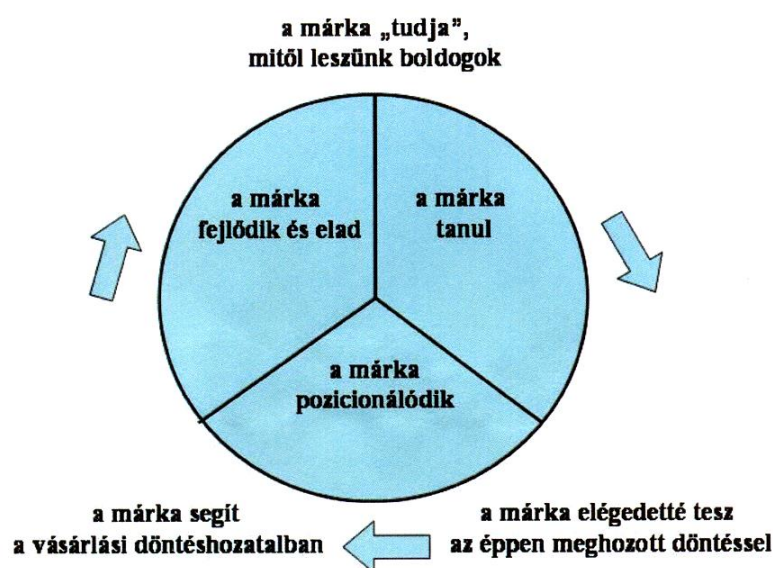 a márka „tudja”,
mitől leszünk boldogok
a márka
fejlődik és elad
a márka
tanul
a márka
pozicionálódik
a márka segít
a vásárlási döntéshozatalban
a márka elégedetté tesz
az éppen meghozott döntéssel